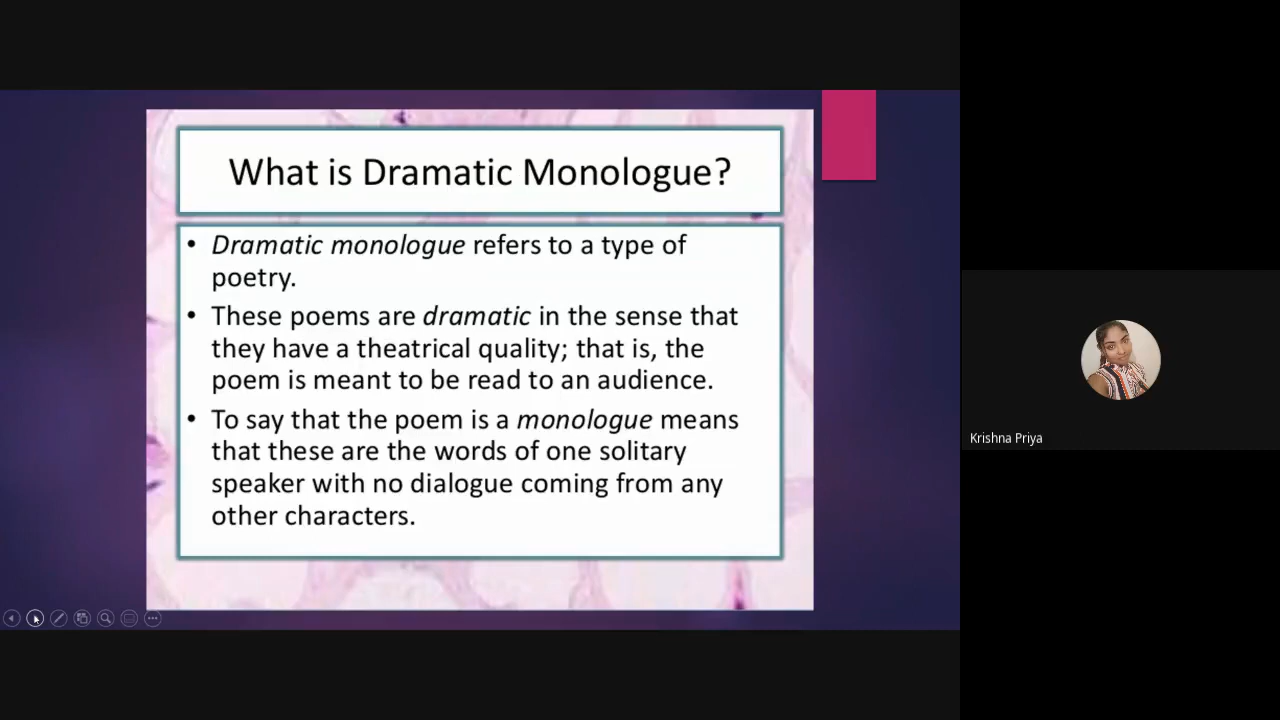 What is Dramatic Monologue?
• Dramatic monologue refers to a type of
poetry.
• These poems are dramatic in the sense that
they have a theatrical quality; that is, the
poem is meant to be read to an audience.
• To say that the poem is a monologue means
that these are the words of one solitary
speaker with no dialogue coming from any
other characters.
Krishna Priya